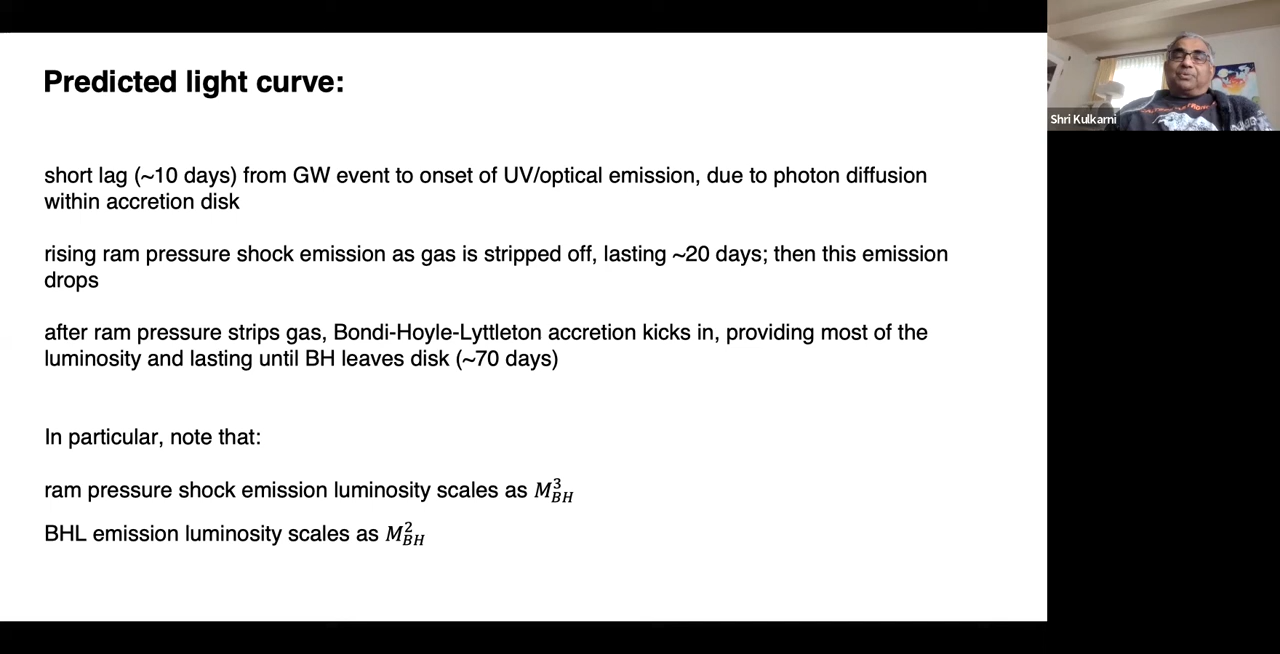 Predicted light curve:
short lag (~10 days) from GW event to onset of UV/optical emission, due to photon diffusion
within accretion disk
rising ram pressure shock emission as gas is stripped off, lasting ~20 days; then this emission
drops
after ram pressure strips gas, Bondi-Hoyle-Lyttleton accretion kicks in, providing most of the
luminosity and lasting until BH leaves disk (~70 days)
In particular, note that:
ram pressure shock emission luminosity scales as $M_{BH}^3$
BHL emission luminosity scales as $M_{BH}^2$
Shri Kulkarni